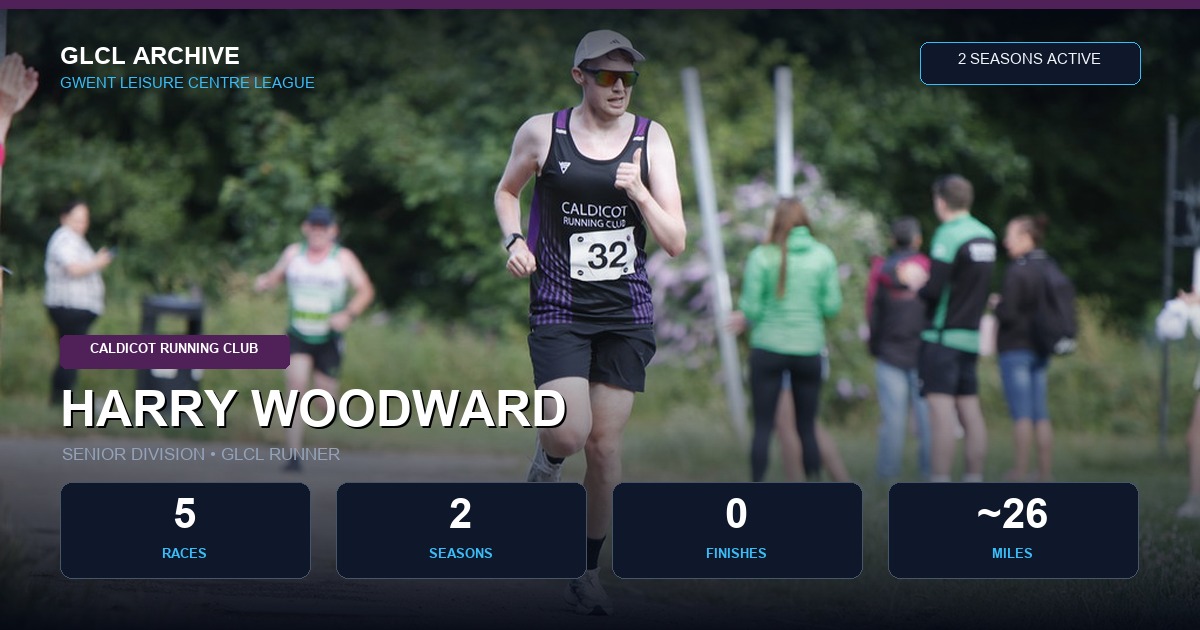 GLCL ARCHIVE
GWENT LEISURE CENTRE LEAGUE
2 SEASONS ACTIVE
CALDICOT
RUNNING CLUB
32
CALDICOT RUNNING CLUB
HARRY WOODWARD
SENIOR DIVISION • GLCL RUNNER
5
RACES
2
SEASONS
0
FINISHES
~26
MILES